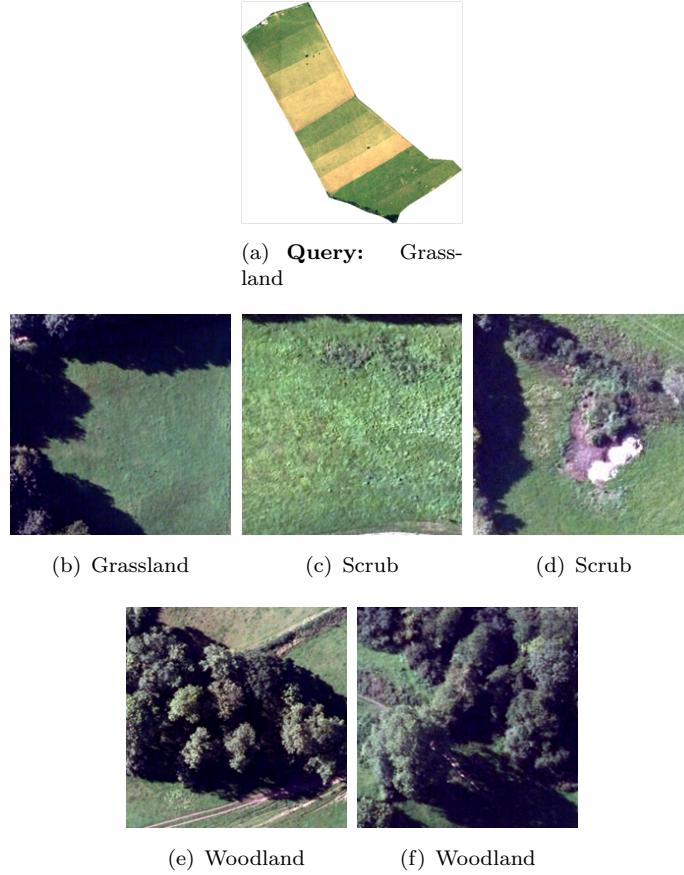 (a) Query: Grass-
land
(b) Grassland
(c) Scrub
(d) Scrub
(e) Woodland
(f) Woodland